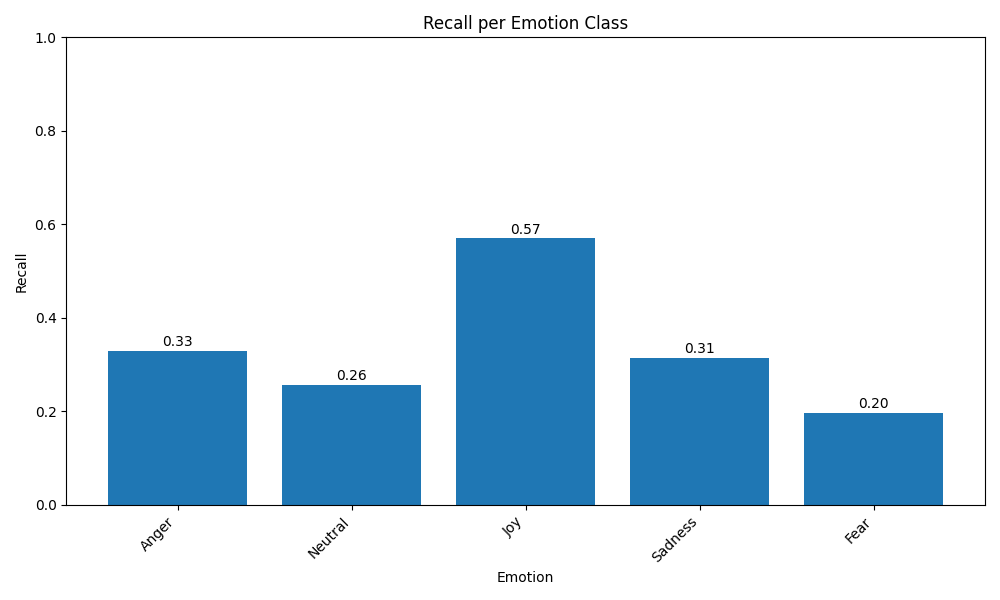 Recall per Emotion Class
1.0
0.8
0.6
0.4
0.2
0.0
Recall
0.33
0.26
0.57
0.31
0.20
Anger
Neutral
Joy
Sadness
Fear
Emotion